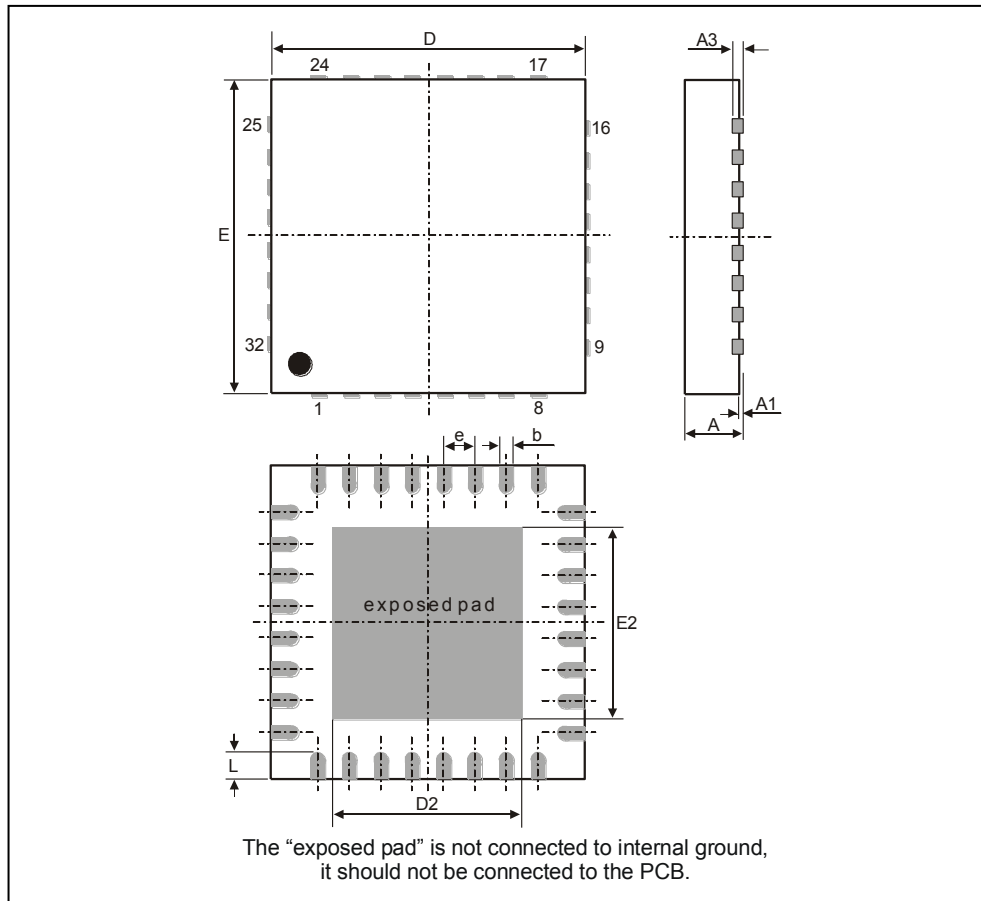 D
A3
24 17
25 16
E
32 9
1 8
A1
A
e b
exposed pad
E2
L
D2
The “exposed pad” is not connected to internal ground,
it should not be connected to the PCB.